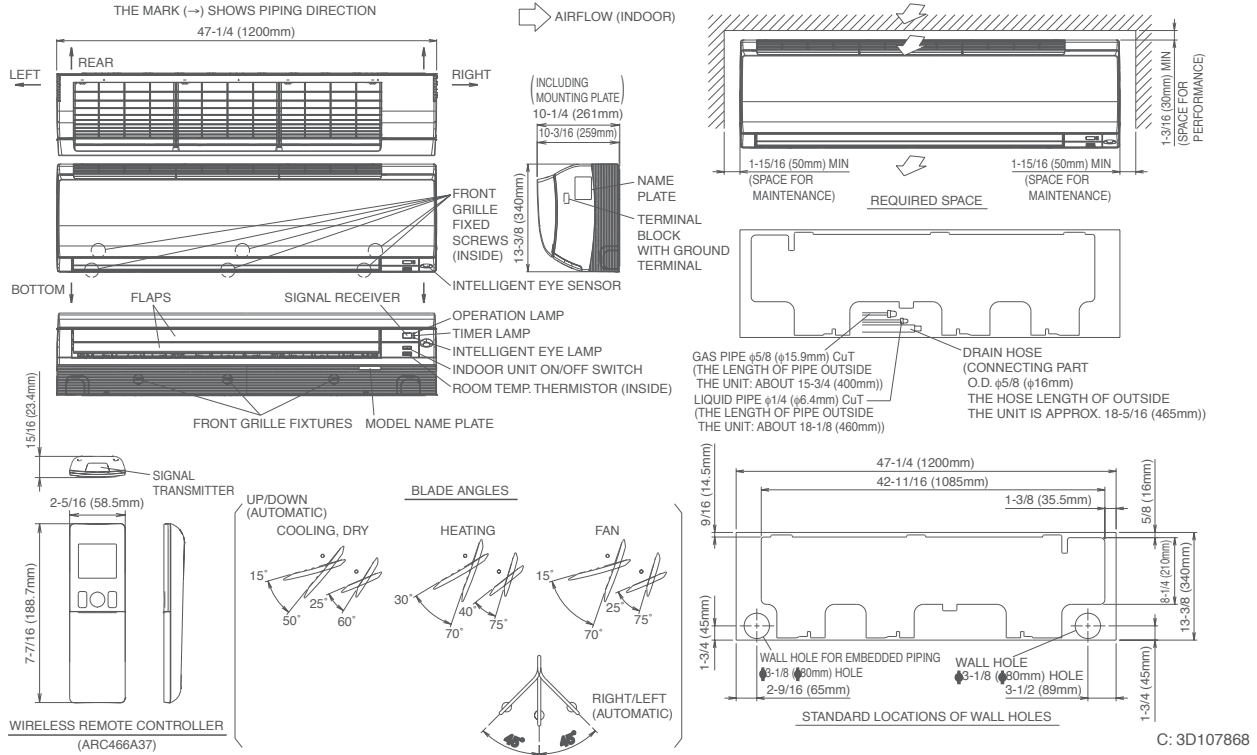 THE MARK (→) SHOWS PIPING DIRECTION
47-1/4 (1200mm)
REAR
LEFT
RIGHT
AIRFLOW (INDOOR)
(INCLUDING
MOUNTING PLATE)
10-1/4 (261mm)
10-3/16 (259mm)
13-3/8 (340mm)
NAME
PLATE
TERMINAL
BLOCK
WITH GROUND
TERMINAL
FRONT
GRILLE
FIXED
SCREWS
(INSIDE)
INTELLIGENT EYE SENSOR
BOTTOM
FLAPS
SIGNAL RECEIVER
OPERATION LAMP
TIMER LAMP
INTELLIGENT EYE LAMP
INDOOR UNIT ON/OFF SWITCH
ROOM TEMP. THERMISTOR (INSIDE)
FRONT GRILLE FIXTURES
MODEL NAME PLATE
1-3/16 (30mm) MIN
(SPACE FOR
PERFORMANCE)
1-15/16 (50mm) MIN
(SPACE FOR
MAINTENANCE)
1-15/16 (50mm) MIN
(SPACE FOR
MAINTENANCE)
REQUIRED SPACE
GAS PIPE φ5/8 (φ15.9mm) CuT
(THE LENGTH OF PIPE OUTSIDE
THE UNIT: ABOUT 15-3/4 (400mm))
LIQUID PIPE φ1/4 (φ6.4mm) CuT
(THE LENGTH OF PIPE OUTSIDE
THE UNIT: ABOUT 18-1/8 (460mm))
DRAIN HOSE
(CONNECTING PART
O.D. φ5/8 (φ16mm)
THE HOSE LENGTH OF OUTSIDE
THE UNIT IS APPROX. 18-5/16 (465mm))
15/16 (23.4mm)
SIGNAL
TRANSMITTER
2-5/16 (58.5mm)
7-7/16 (188.7mm)
WIRELESS REMOTE CONTROLLER
(ARC466A37)
BLADE ANGLES
UP/DOWN
(AUTOMATIC)
COOLING, DRY
15°
50°
25°
60°
HEATING
30°
70°
40°
75°
FAN
15°
70°
25°
75°
RIGHT/LEFT
(AUTOMATIC)
45°
45°
47-1/4 (1200mm)
42-11/16 (1085mm)
1-3/8 (35.5mm)
9/16 (14.5mm)
5/8 (16mm)
8-1/4 (210mm)
13-3/8 (340mm)
1-3/4 (45mm)
1-3/4 (45mm)
WALL HOLE FOR EMBEDDED PIPING
φ3-1/8 (φ80mm) HOLE
2-9/16 (65mm)
WALL HOLE
φ3-1/8 (φ80mm) HOLE
3-1/2 (89mm)
STANDARD LOCATIONS OF WALL HOLES
C: 3D107868